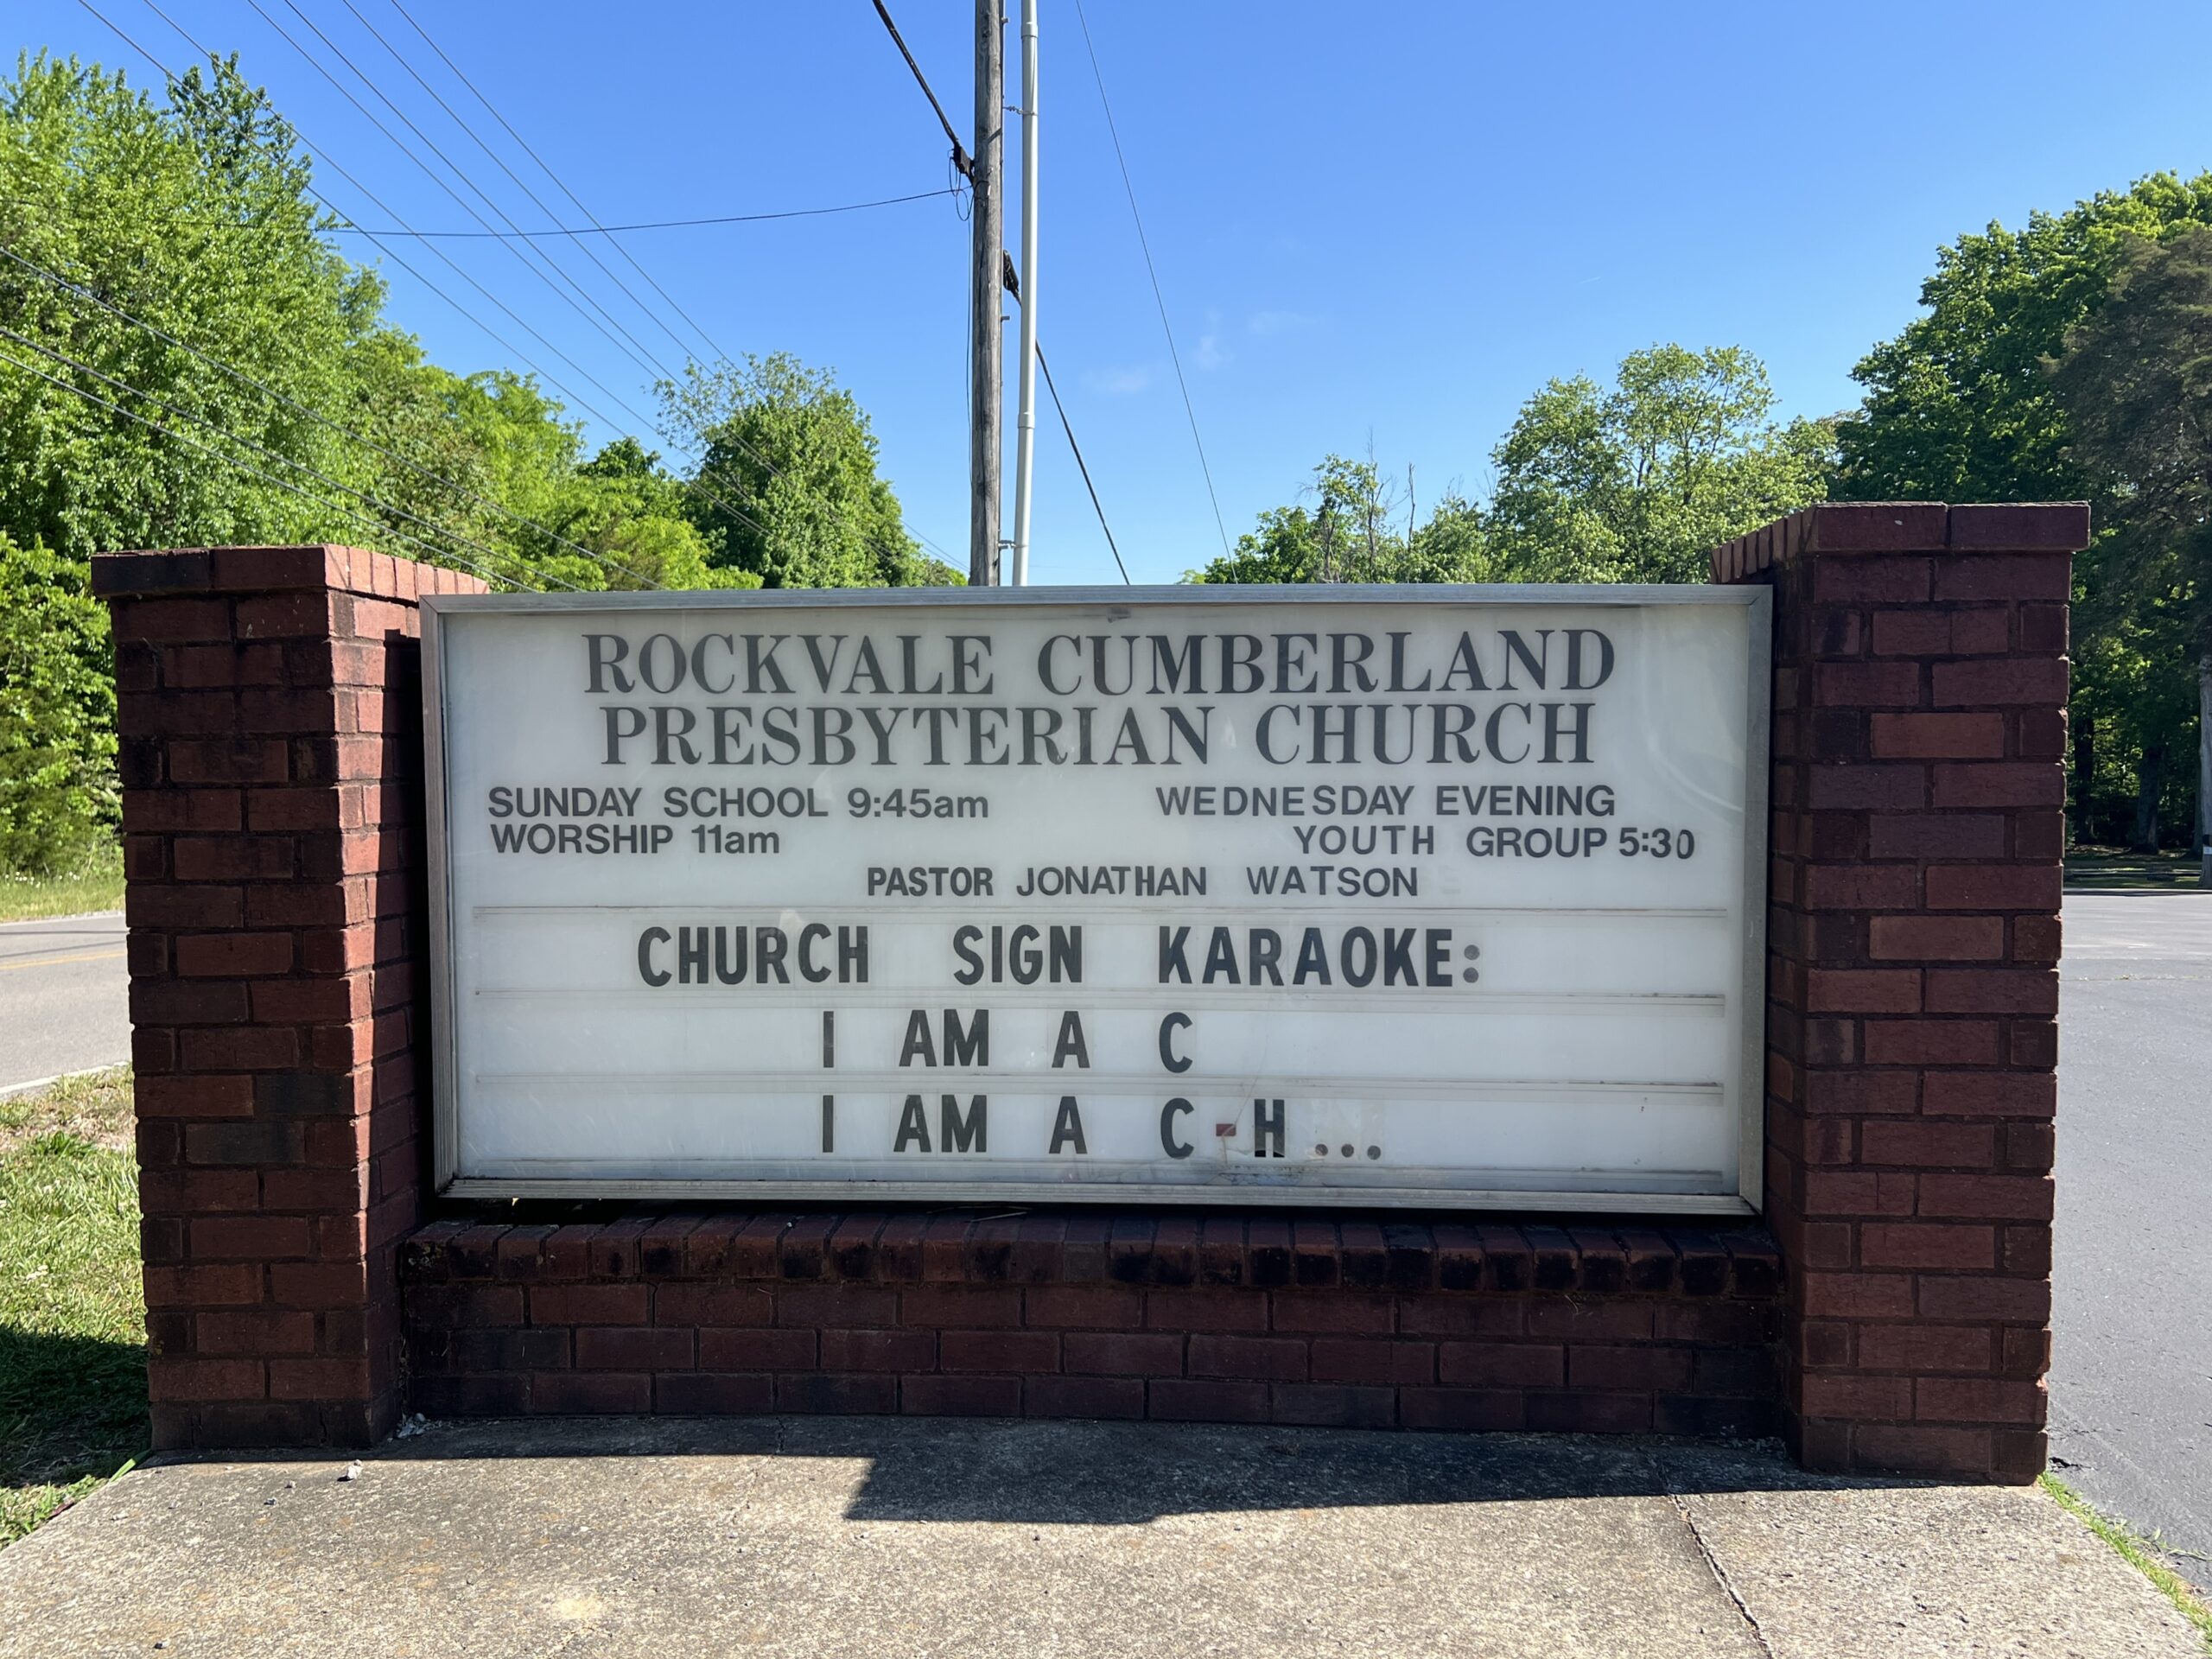 ROCKVALE CUMBERLAND
PRESBYTERIAN CHURCH
SUNDAY SCHOOL 9:45am
WORSHIP 11am
WEDNESDAY EVENING
YOUTH GROUP 5:30
PASTOR JONATHAN WATSON
CHURCH SIGN KARAOKE:
I AM A C
I AM A C-H...